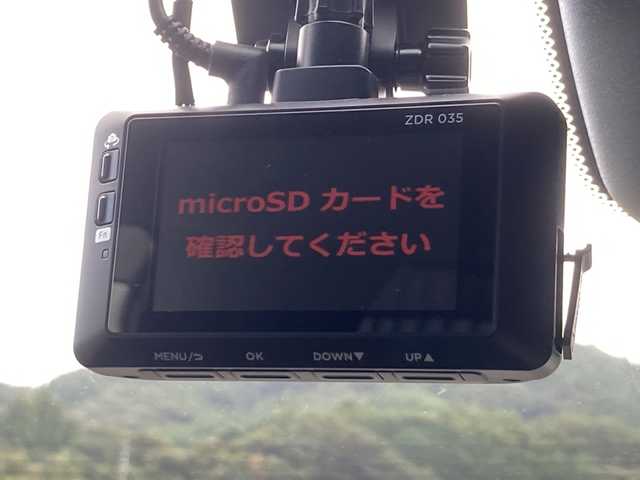 ZDR 035
microSD カードを
確認してください
Fn
MENU/⮌ OK DOWN▼ UP▲